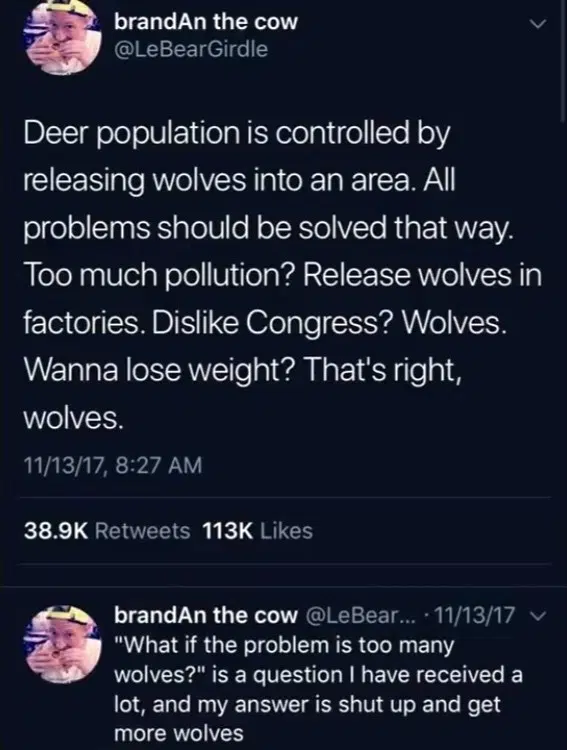 brandAn the cow
@LeBearGirdle
Deer population is controlled by
releasing wolves into an area. All
problems should be solved that way.
Too much pollution? Release wolves in
factories. Dislike Congress? Wolves.
Wanna lose weight? That's right,
wolves.
11/13/17, 8:27 AM
38.9K Retweets 113K Likes
brandAn the cow @LeBear... · 11/13/17
"What if the problem is too many
wolves?" is a question I have received a
lot, and my answer is shut up and get
more wolves